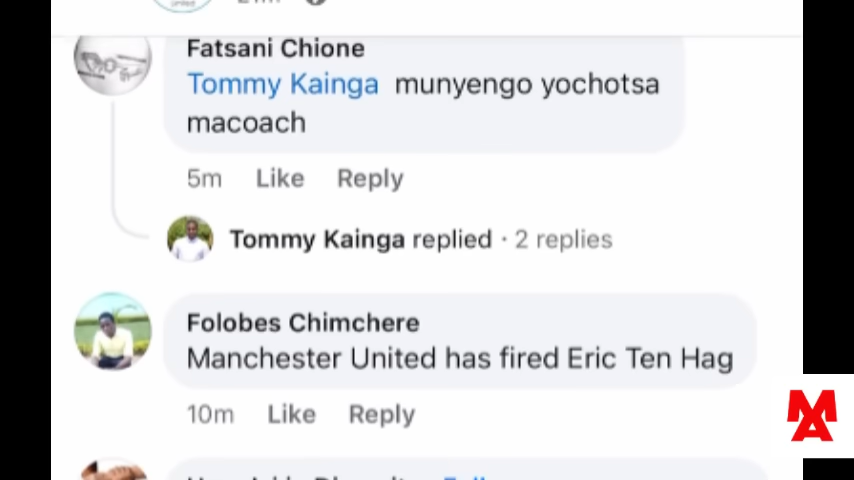 Fatsani Chione
Tommy Kainga munyengo yochotsa
macoach
5m Like Reply
Tommy Kainga replied · 2 replies
Folobes Chimchere
Manchester United has fired Eric Ten Hag
10m Like Reply
MA